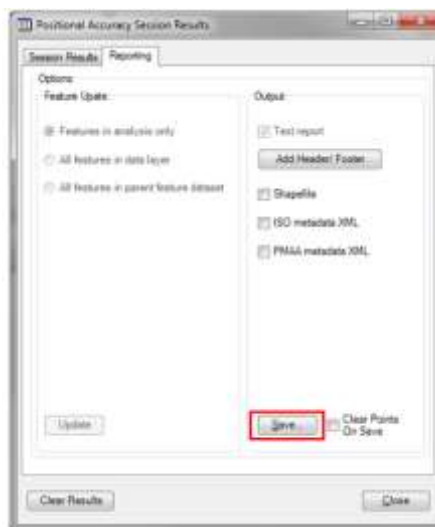 Positional Accuracy Session Results
Session Results
Reporting
Options:
Feature Update:
Output:
Features in analysis only
All features in data layer
All features in parent feature dataset
Text report
Add Header/ Footer
Shapefile
ISO metadata XML
PMAA metadata XML
Update
Save...
Clear Points
On Save
Clear Results
Close